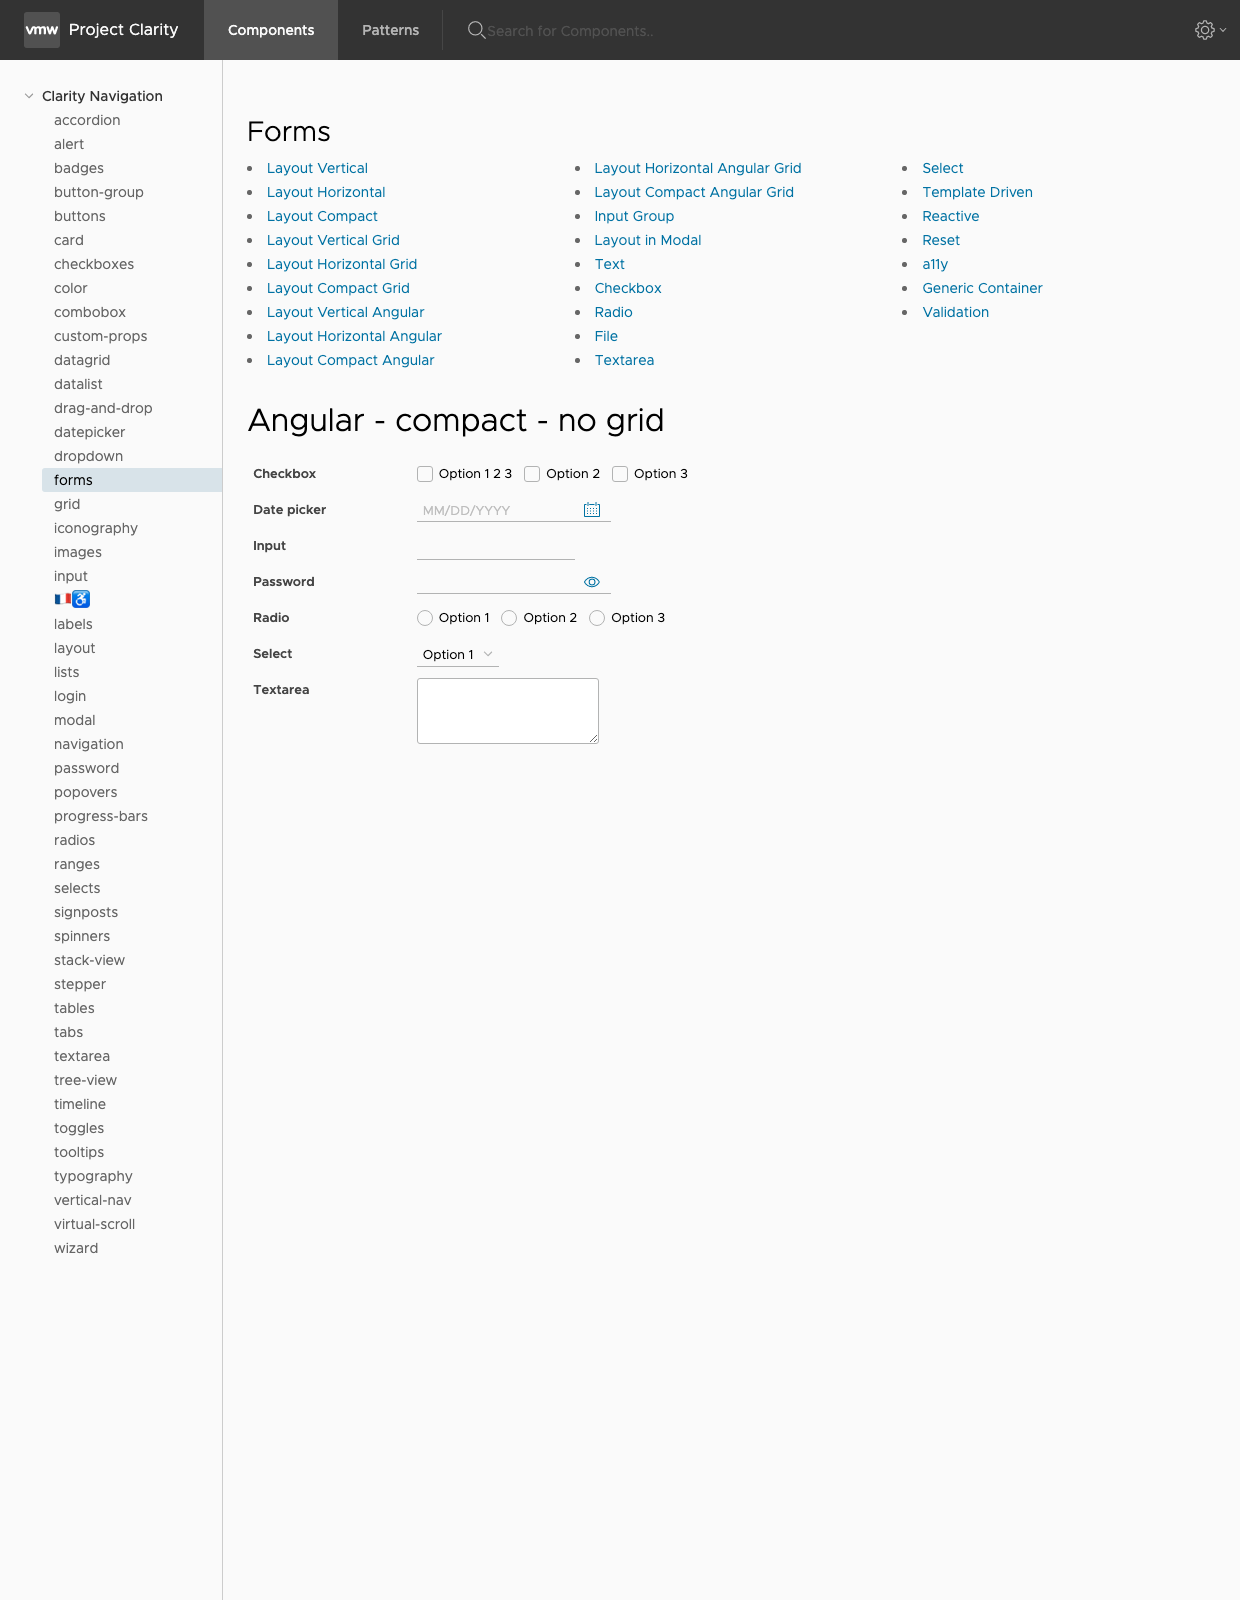 vmw Project Clarity Components Patterns Search for Components..
Clarity Navigation
accordion
alert
badges
button-group
buttons
card
checkboxes
color
combobox
custom-props
datagrid
datalist
drag-and-drop
datepicker
dropdown
forms
grid
iconography
images
input
🇫🇷♿
labels
layout
lists
login
modal
navigation
password
popovers
progress-bars
radios
ranges
selects
signposts
spinners
stack-view
stepper
tables
tabs
textarea
tree-view
timeline
toggles
tooltips
typography
vertical-nav
virtual-scroll
wizard
Forms
Layout Vertical
Layout Horizontal
Layout Compact
Layout Vertical Grid
Layout Horizontal Grid
Layout Compact Grid
Layout Vertical Angular
Layout Horizontal Angular
Layout Compact Angular
Layout Horizontal Angular Grid
Layout Compact Angular Grid
Input Group
Layout in Modal
Text
Checkbox
Radio
File
Textarea
Select
Template Driven
Reactive
Reset
a11y
Generic Container
Validation
Angular - compact - no grid
Checkbox Option 1 2 3 Option 2 Option 3
Date picker MM/DD/YYYY
Input
Password
Radio Option 1 Option 2 Option 3
Select Option 1
Textarea